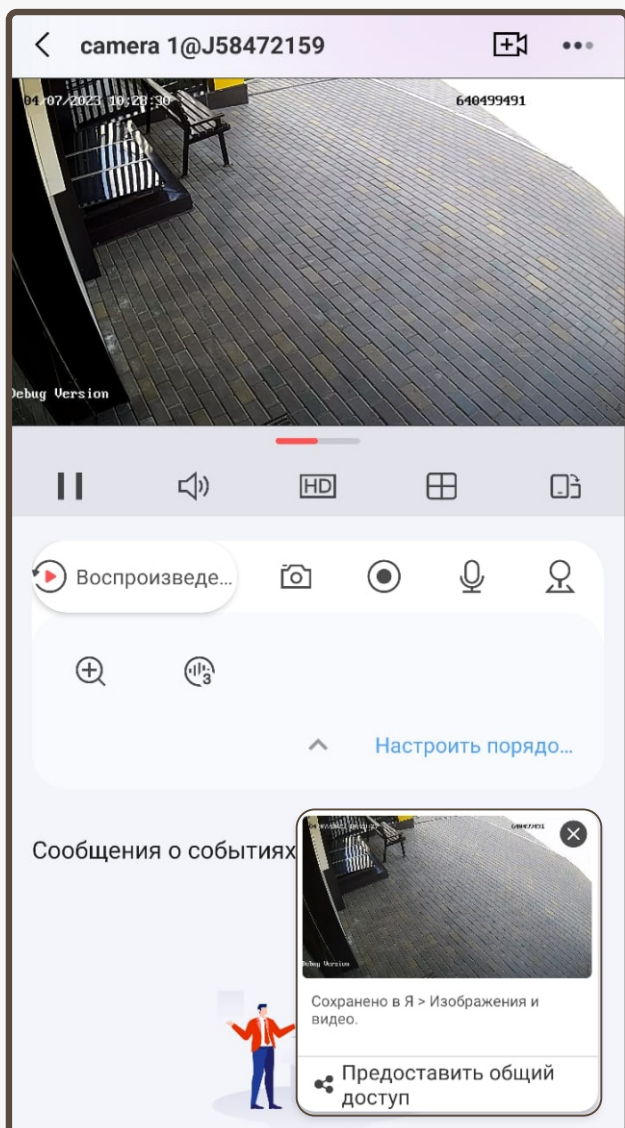 camera 1@J58472159
04/07/2023 10:28:30
640499491
Debug Version
HD
Воспроизведе...
3
Настроить порядо...
Сообщения о событиях
640499491
Debug Version
Сохранено в Я > Изображения и
видео.
Предоставить общий
доступ